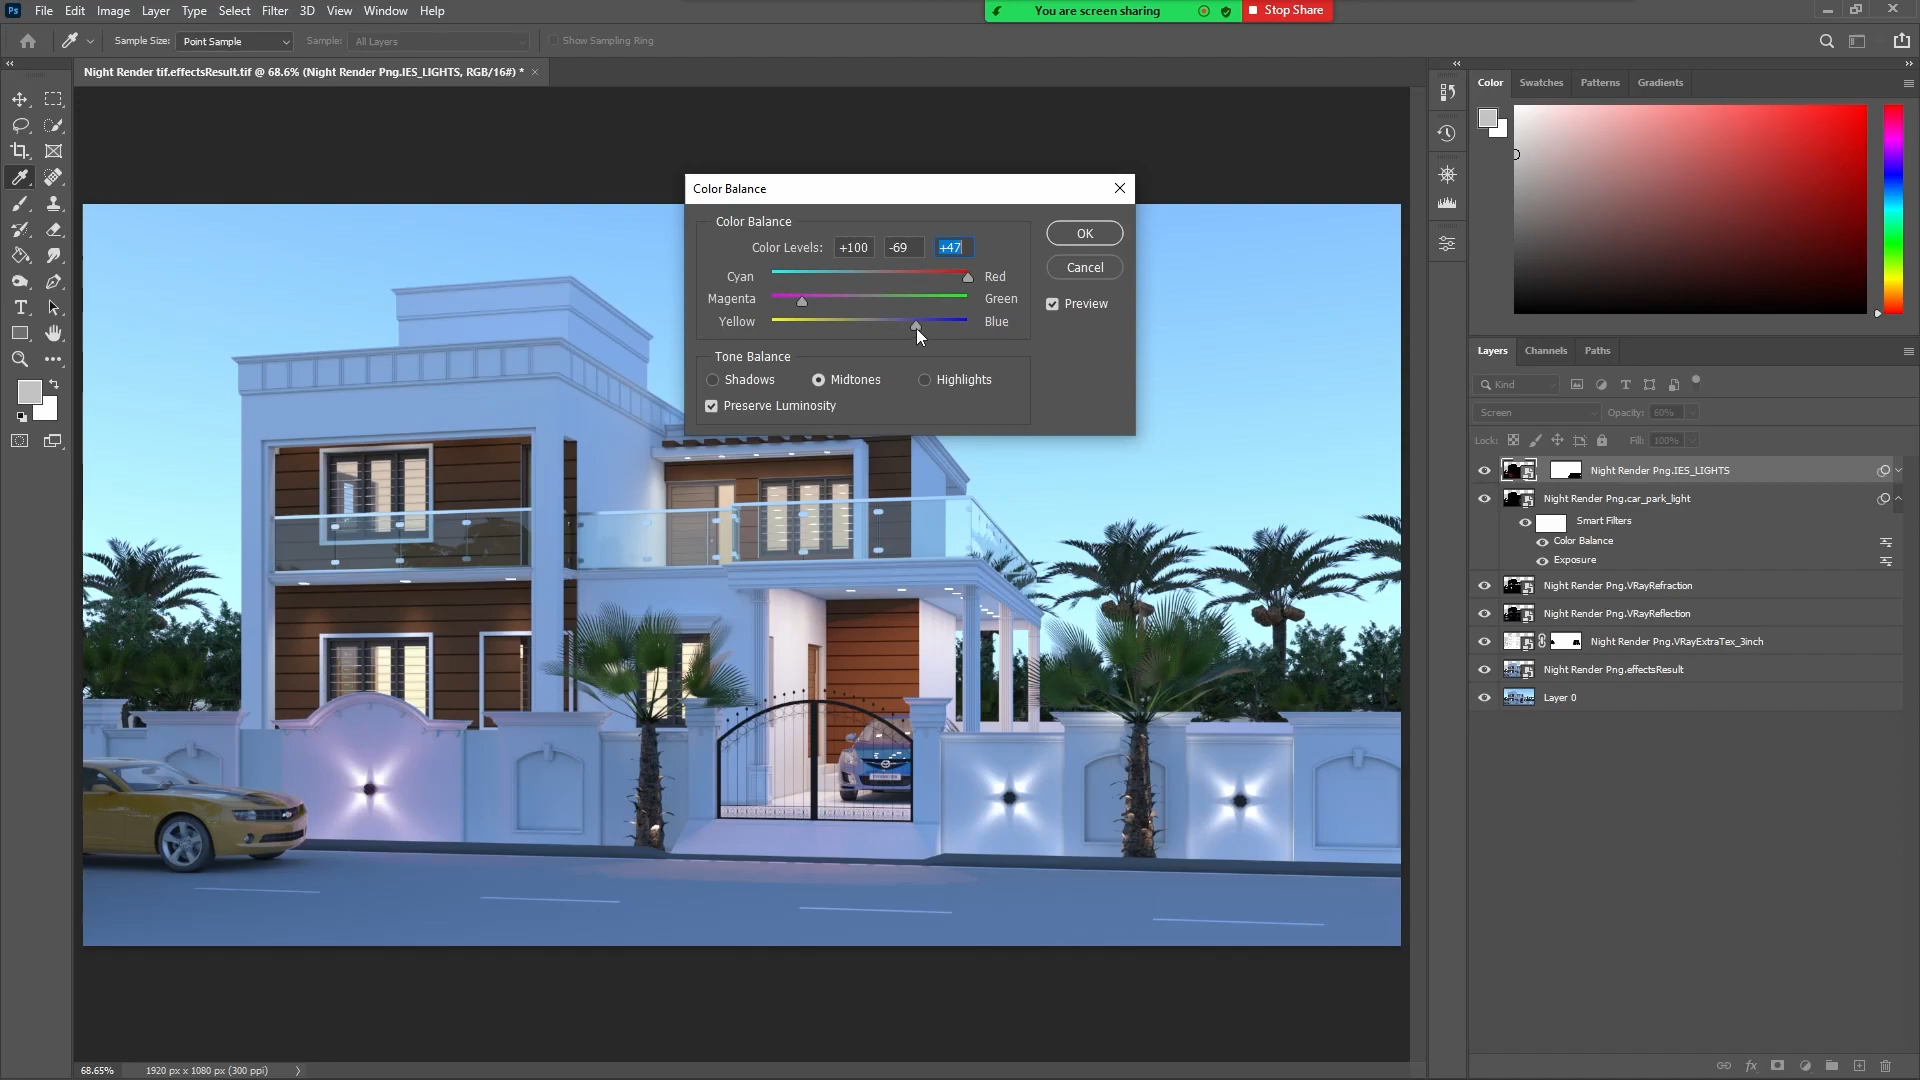 Ps File Edit Image Layer Type Select Filter 3D View Window Help
You are screen sharing
Stop Share
Sample Size: Point Sample Sample: All Layers Show Sampling Ring
Night Render tif.effectsResult.tif @ 68.6% (Night Render Png.IES_LIGHTS, RGB/16#) * ×
Color Swatches Patterns Gradients
Color Balance
Color Balance
Color Levels: +100 -69 +47
Cyan Red
Magenta Green
Yellow Blue
OK
Cancel
Preview
Tone Balance
Shadows Midtones Highlights
Preserve Luminosity
Layers Channels Paths
Kind
Screen Opacity: 60%
Lock: Fill: 100%
Night Render Png.IES_LIGHTS
Night Render Png.car_park_light
Smart Filters
Color Balance
Exposure
Night Render Png.VRayRefraction
Night Render Png.VRayReflection
Night Render Png.VRayExtraTex_3inch
Night Render Png.effectsResult
Layer 0
68.65% 1920 px x 1080 px (300 ppi)